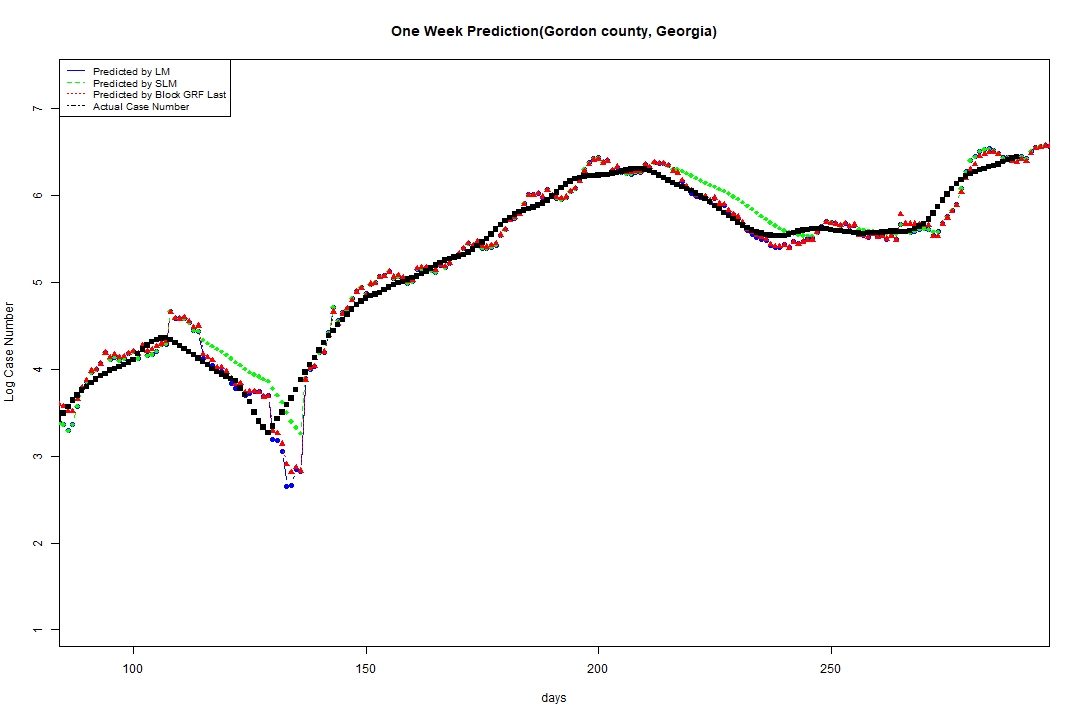 One Week Prediction(Gordon county, Georgia)
Predicted by LM
Predicted by SLM
Predicted by Block GRF Last
Actual Case Number
7
6
5
4
3
2
1
Log Case Number
100 150 200 250
days